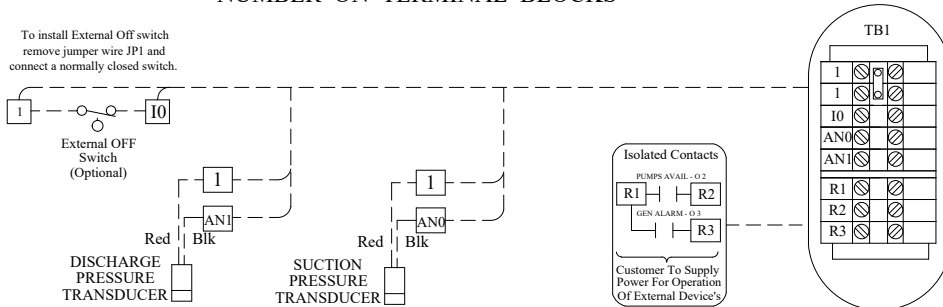 NUMBER ON TERMINAL BLOCKS
To install External Off switch
remove jumper wire JP1 and
connect a normally closed switch.
1
I0
External OFF
Switch
(Optional)
1
AN1
Red
Blk
DISCHARGE
PRESSURE
TRANSDUCER
1
AN0
Red
Blk
SUCTION
PRESSURE
TRANSDUCER
Isolated Contacts
PUMPS AVAIL - O 2
R1
R2
GEN ALARM - O 3
R3
Customer To Supply
Power For Operation
Of External Device's
TB1
1
1
I0
AN0
AN1
R1
R2
R3